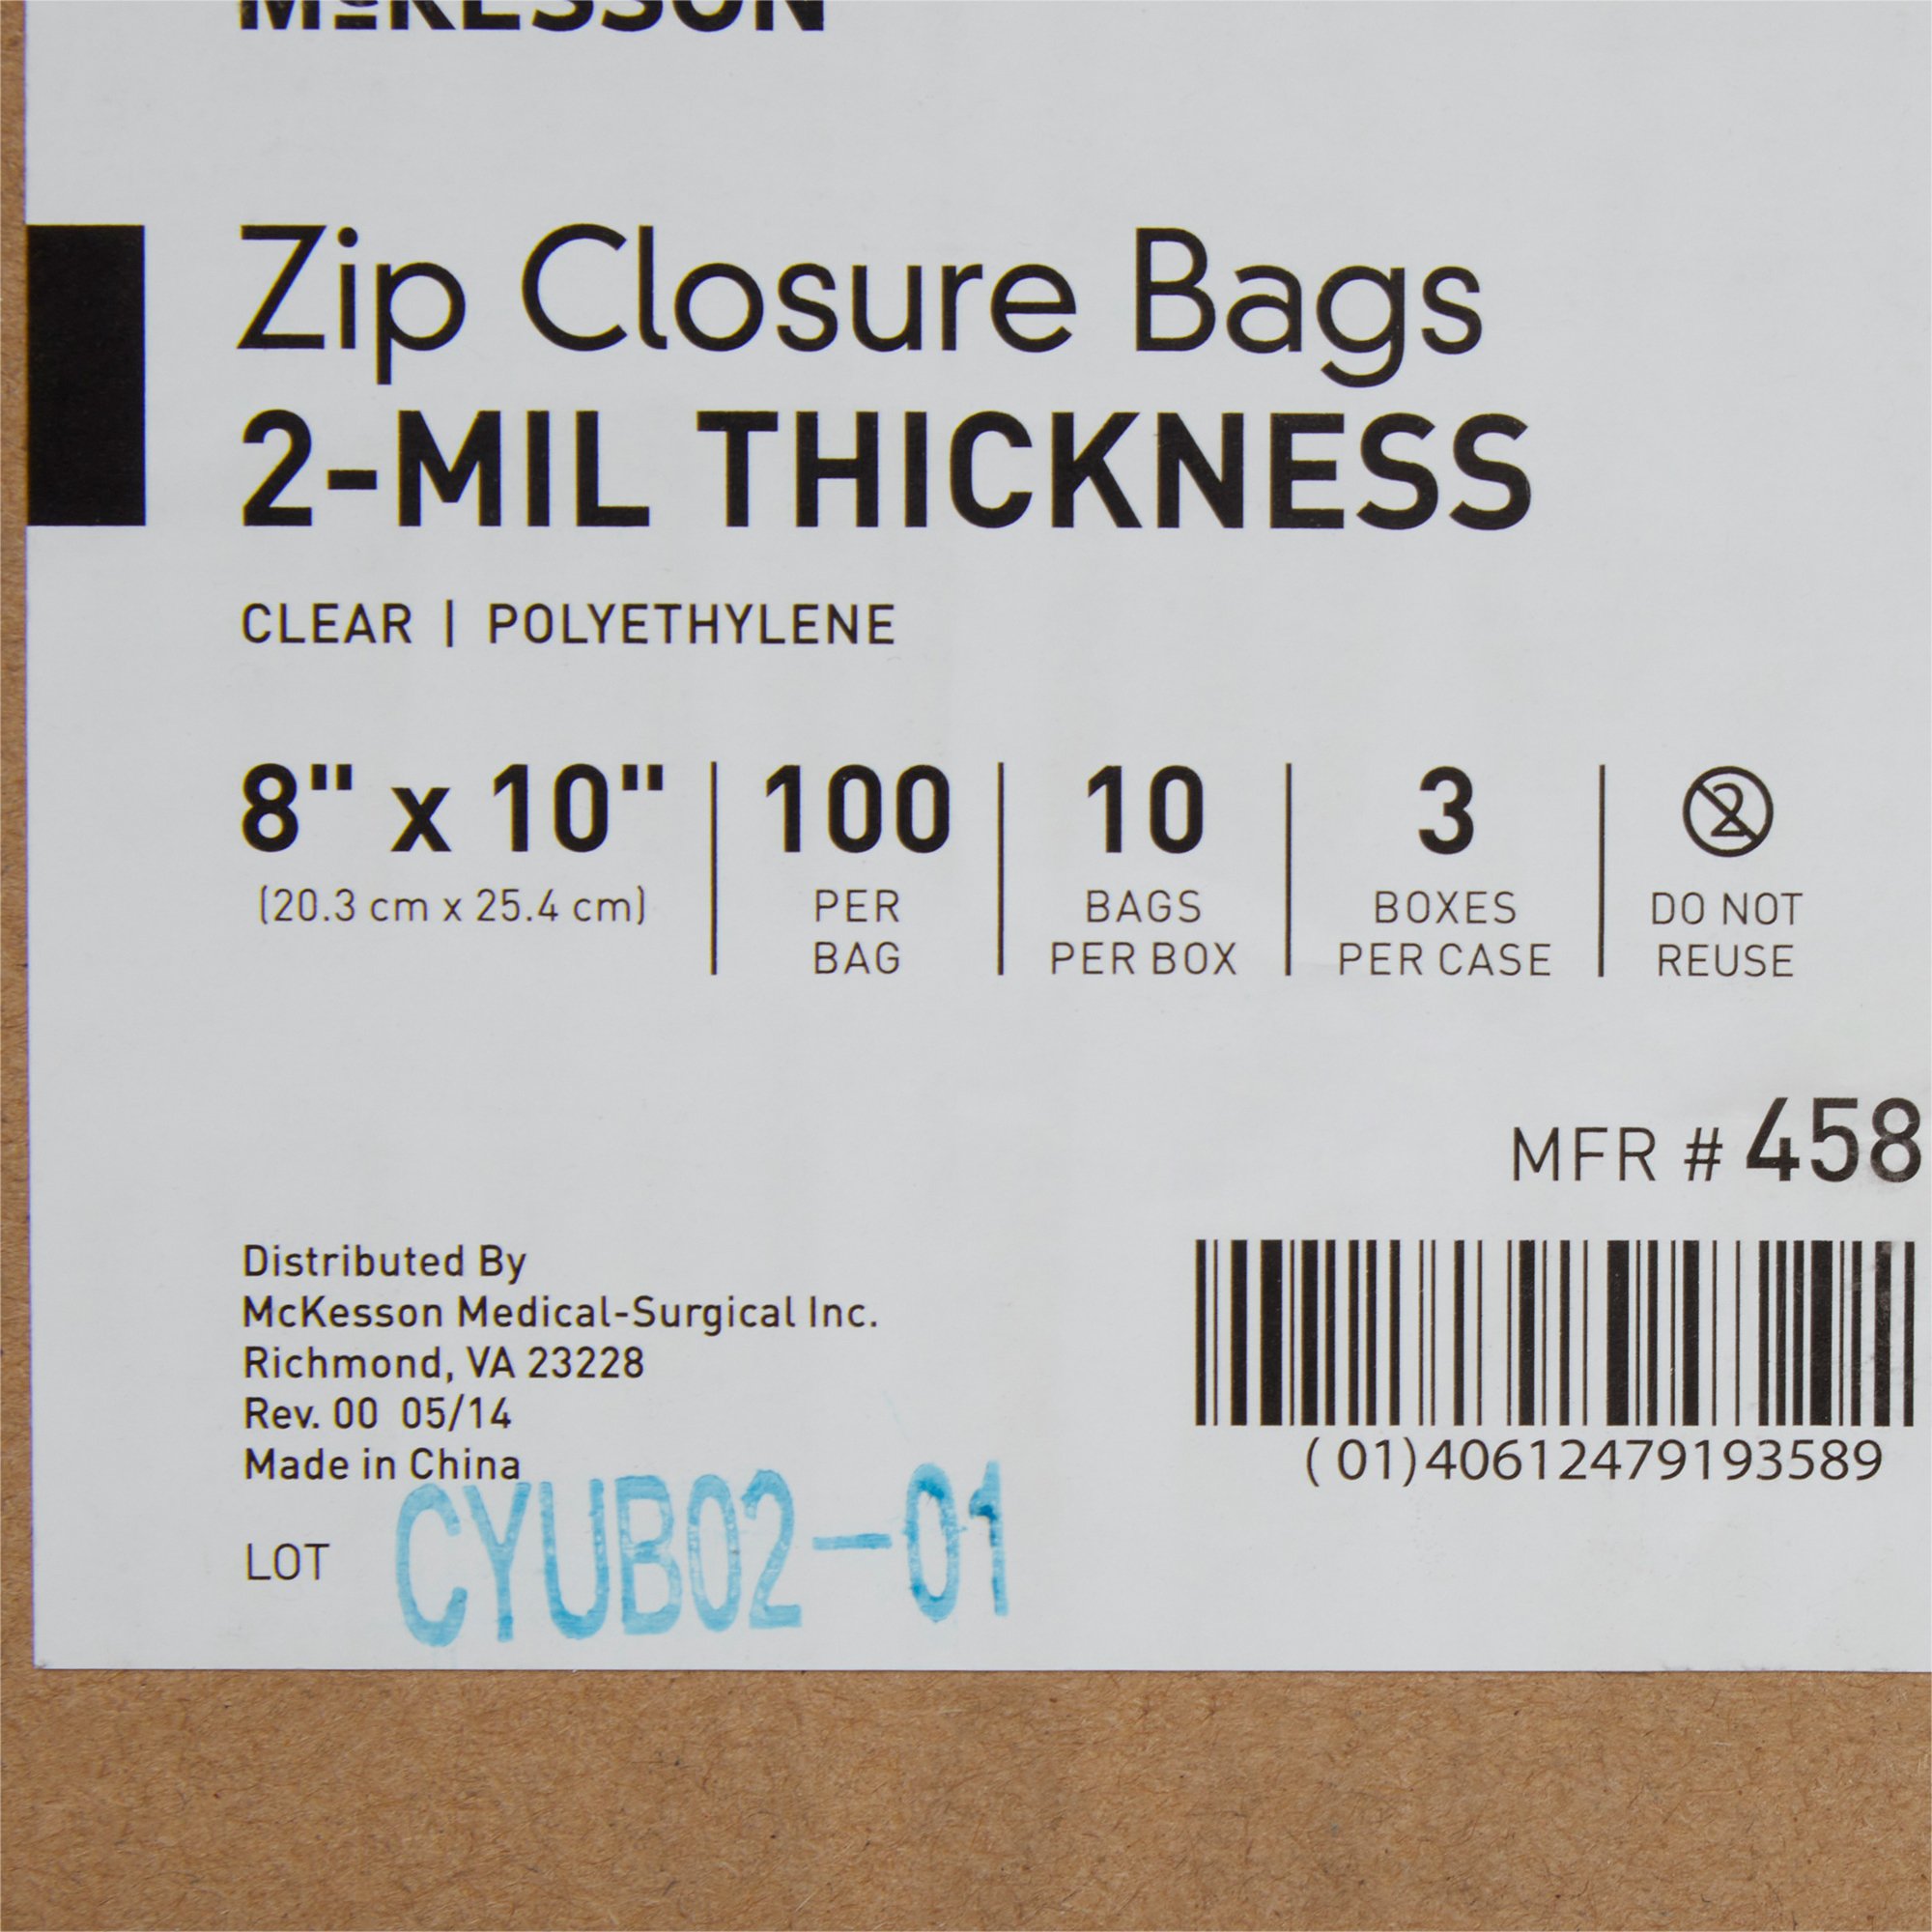 McKESSON
Zip Closure Bags
2-MIL THICKNESS
CLEAR | POLYETHYLENE
8" x 10"
(20.3 cm x 25.4 cm)
100
PER
BAG
10
BAGS
PER BOX
3
BOXES
PER CASE
2
DO NOT
REUSE
MFR # 458
Distributed By
McKesson Medical-Surgical Inc.
Richmond, VA 23228
Rev. 00 05/14
Made in China
(01)40612479193589
LOT CYUB02-01